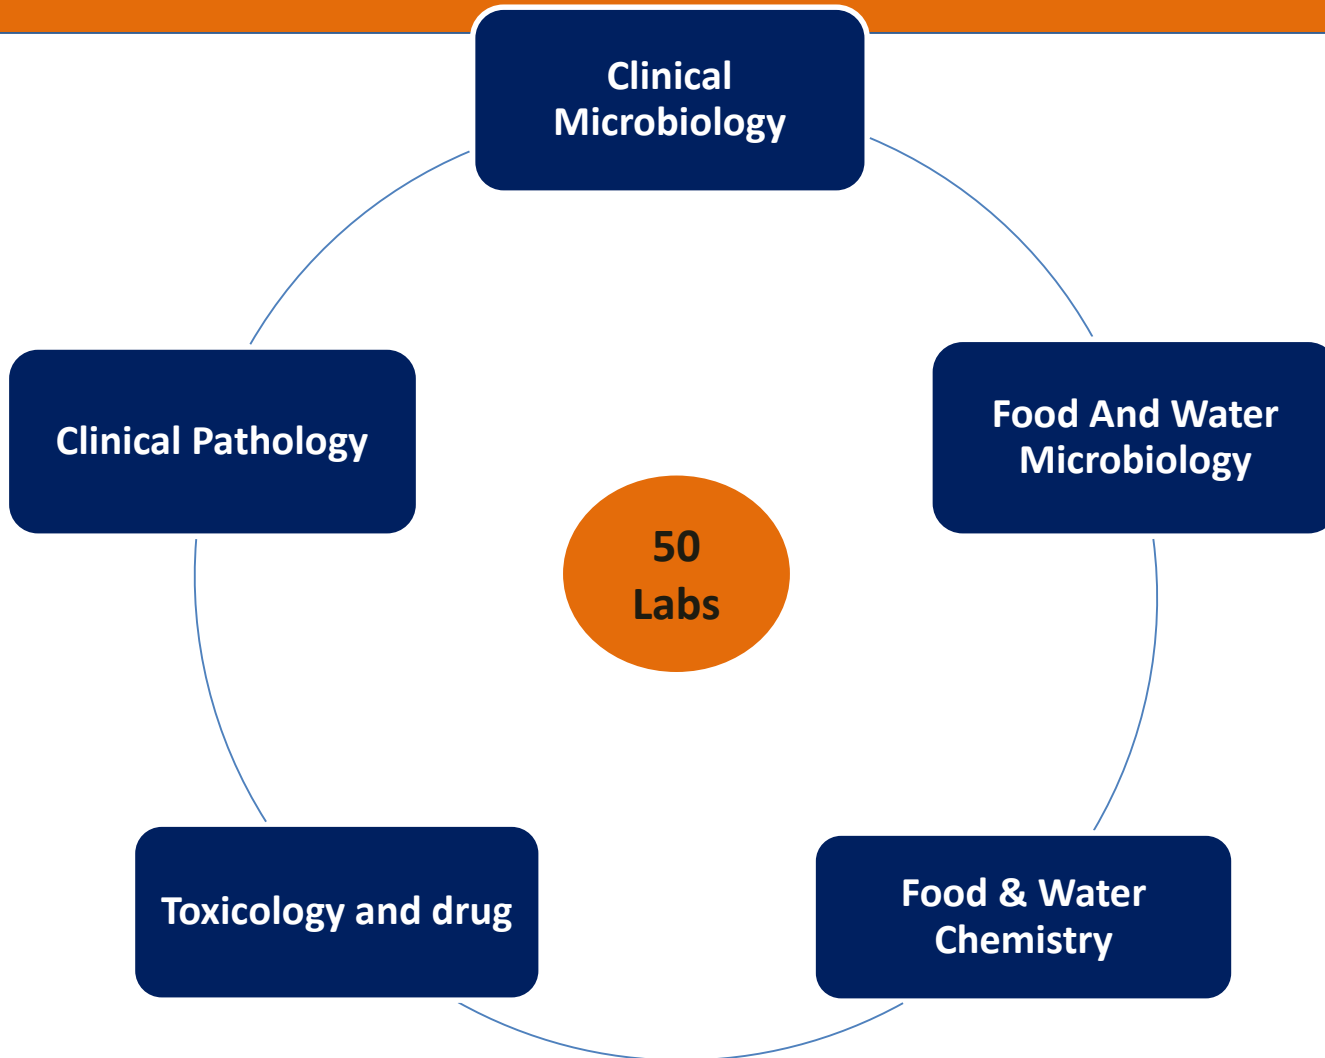 Clinical
Microbiology
Food And Water
Microbiology
Clinical Pathology
50
Labs
Food & Water
Chemistry
Toxicology and drug